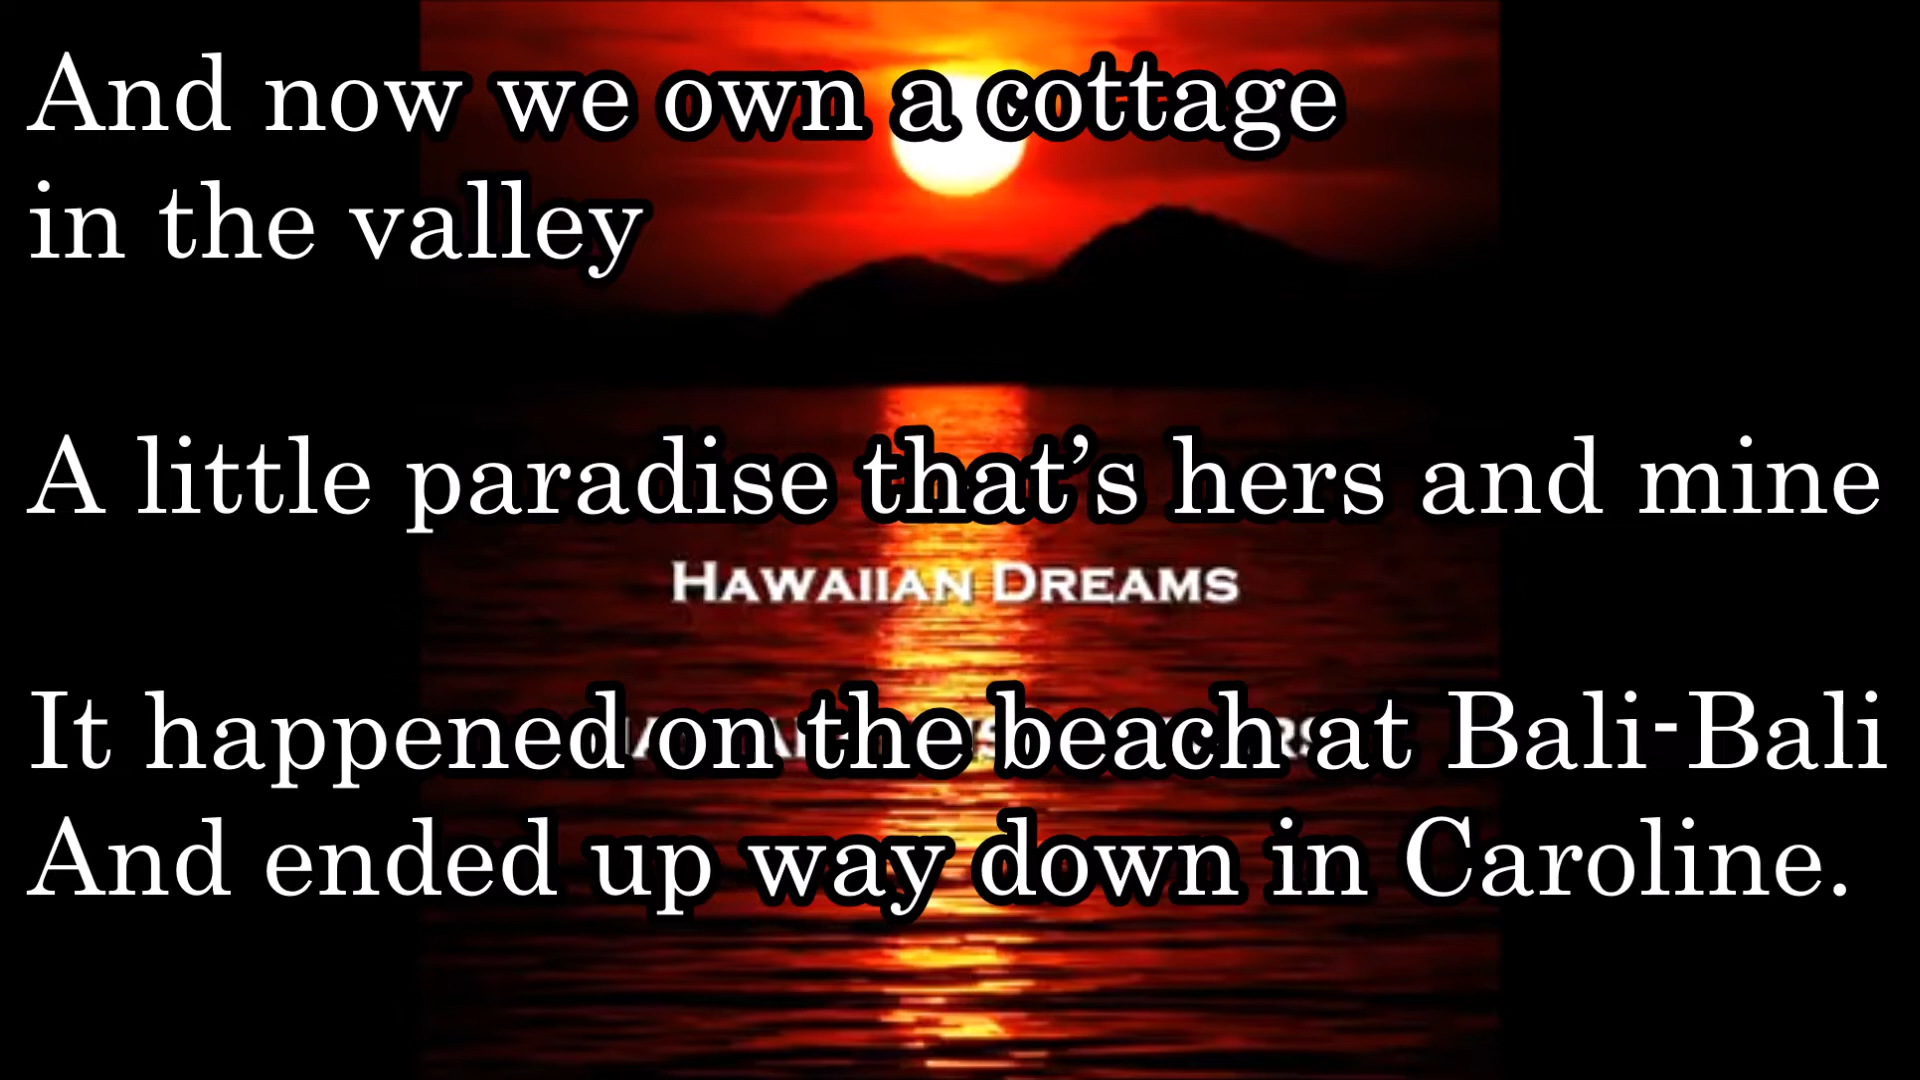 And now we own a cottage
in the valley
A little paradise that’s hers and mine
HAWAIIAN DREAMS
It happened on the beach at Bali-Bali
And ended up way down in Caroline.